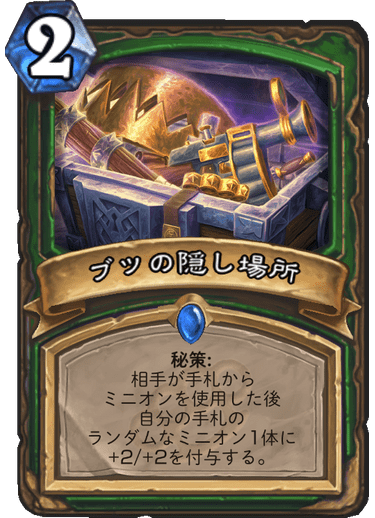 2
ブツの隠し場所
秘策:
相手が手札から
ミニオンを使用した後
自分の手札の
ランダムなミニオン1体に
+2/+2を付与する。